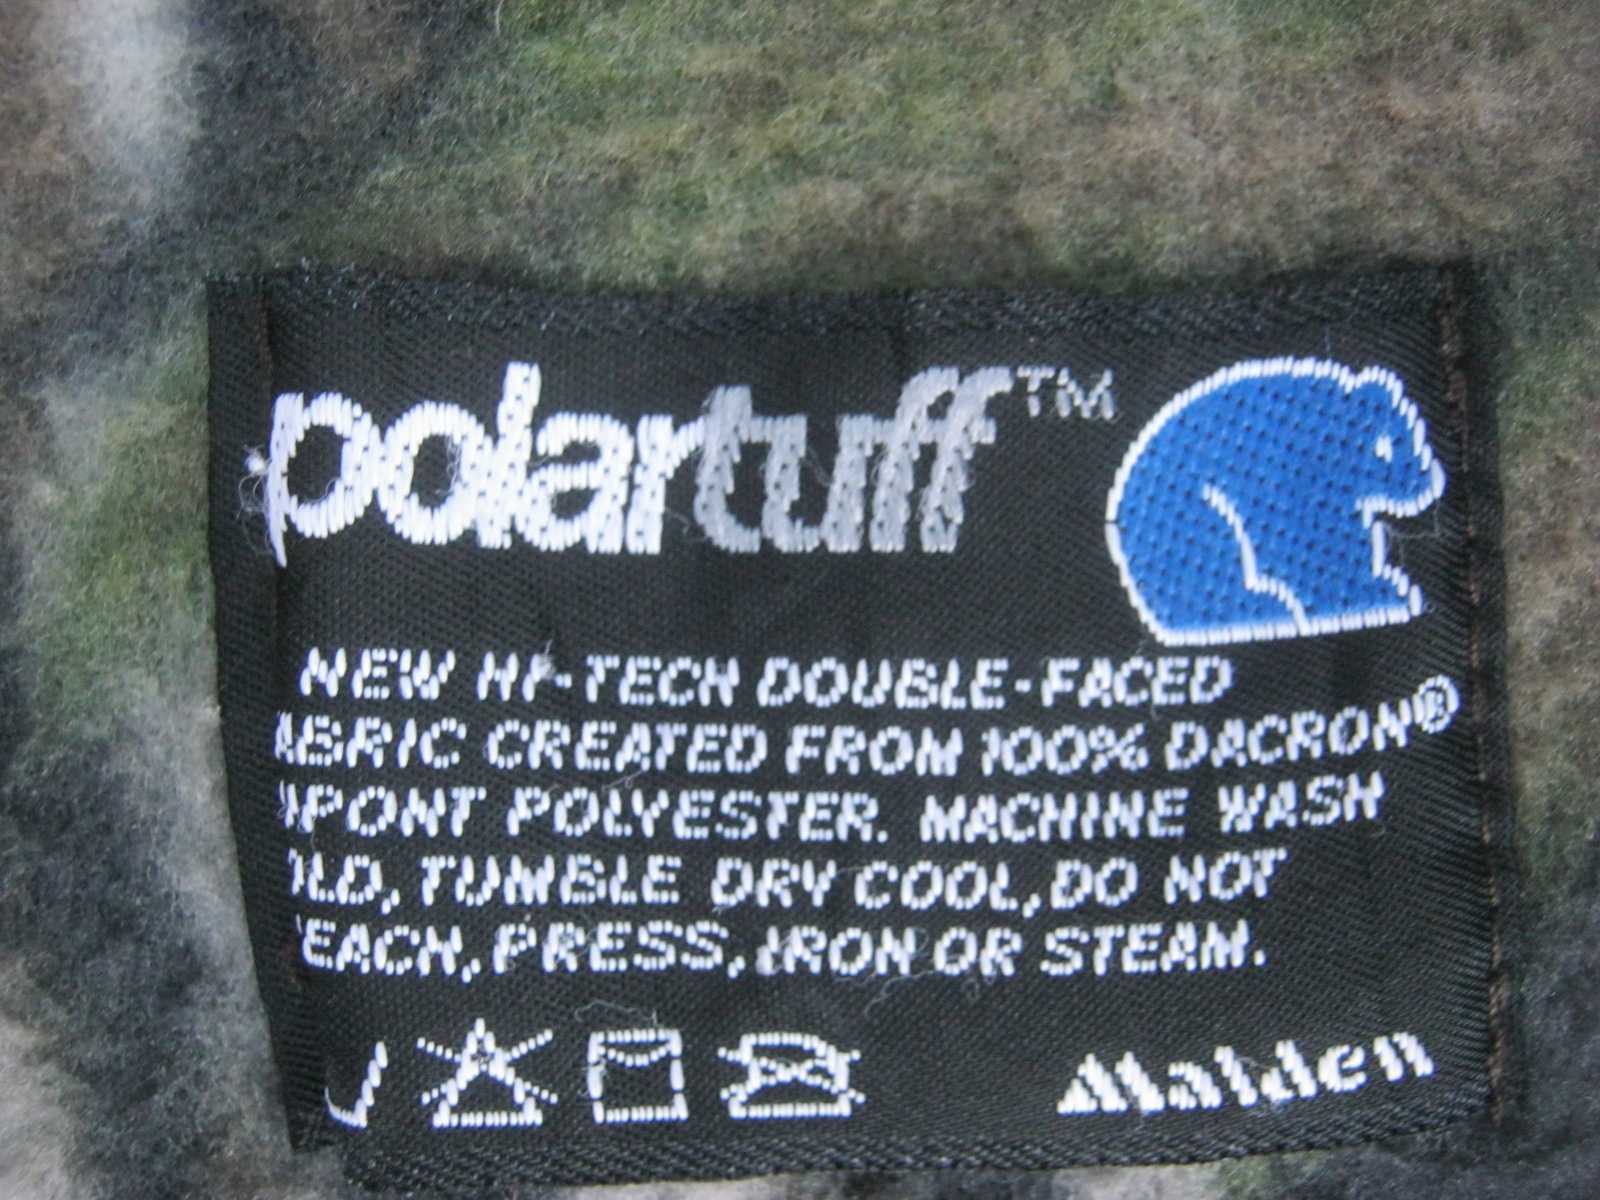 polartuff™
NEW HI-TECH DOUBLE-FACED
ABRIC CREATED FROM 100% DACRON®
PONT POLYESTER. MACHINE WASH
LD, TUMBLE DRY COOL, DO NOT
EACH, PRESS, IRON OR STEAM.
Malden